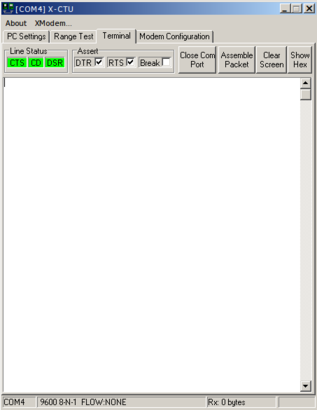 [COM4] X-CTU
About XModem...
PC Settings Range Test Terminal Modem Configuration
Line Status Assert
CTS CD DSR DTR RTS Break
Close Com Port
Assemble Packet
Clear Screen
Show Hex
COM4 9600 8-N-1 FLOW:NONE Rx: 0 bytes